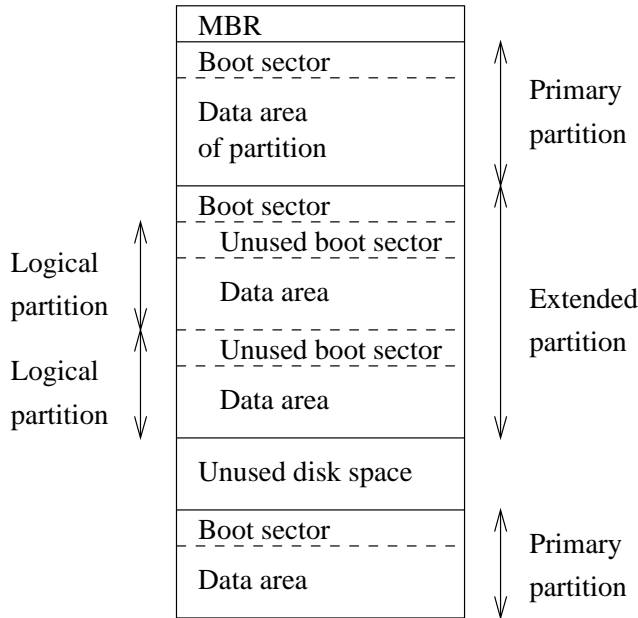 MBR
Boot sector
Data area
of partition
Primary
partition
Boot sector
Unused boot sector
Data area
Logical
partition
Unused boot sector
Data area
Logical
partition
Extended
partition
Unused disk space
Boot sector
Data area
Primary
partition